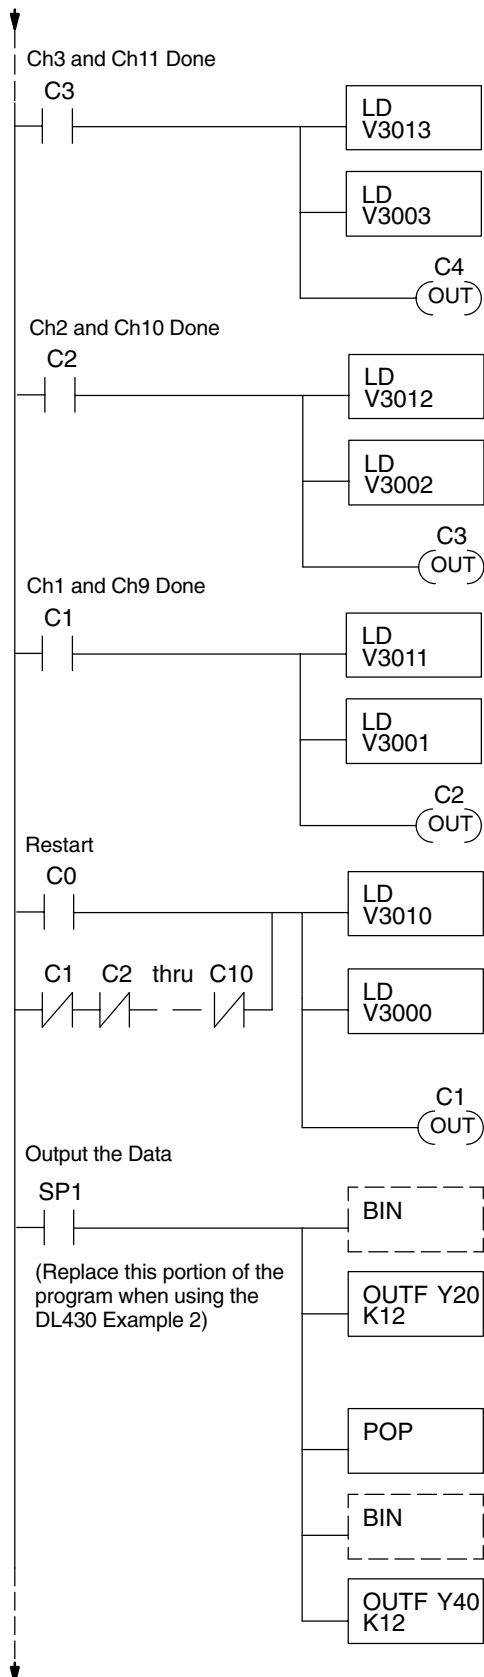 Ch3 and Ch11 Done
C3
LD
V3013
LD
V3003
C4
OUT
Ch2 and Ch10 Done
C2
LD
V3012
LD
V3002
C3
OUT
Ch1 and Ch9 Done
C1
LD
V3011
LD
V3001
C2
OUT
Restart
C0
LD
V3010
C1 C2 thru C10
LD
V3000
C1
OUT
Output the Data
SP1
BIN
(Replace this portion of the
program when using the
DL430 Example 2)
OUTF Y20
K12
POP
BIN
OUTF Y40
K12